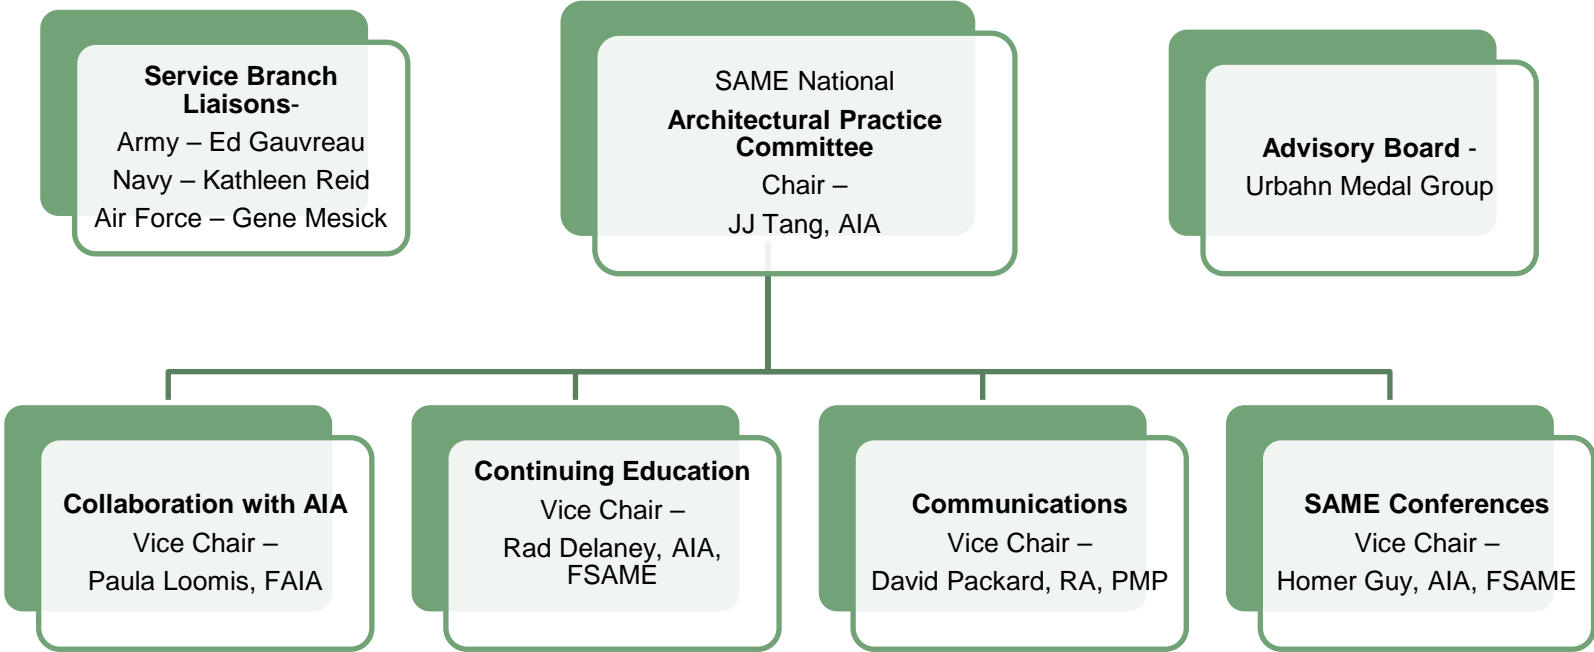 Service Branch
Liaisons-
Army – Ed Gauvreau
Navy – Kathleen Reid
Air Force – Gene Mesick
SAME National
Architectural Practice
Committee
Chair –
JJ Tang, AIA
Advisory Board -
Urbahn Medal Group
Collaboration with AIA
Vice Chair –
Paula Loomis, FAIA
Continuing Education
Vice Chair –
Rad Delaney, AIA,
FSAME
Communications
Vice Chair –
David Packard, RA, PMP
SAME Conferences
Vice Chair –
Homer Guy, AIA, FSAME